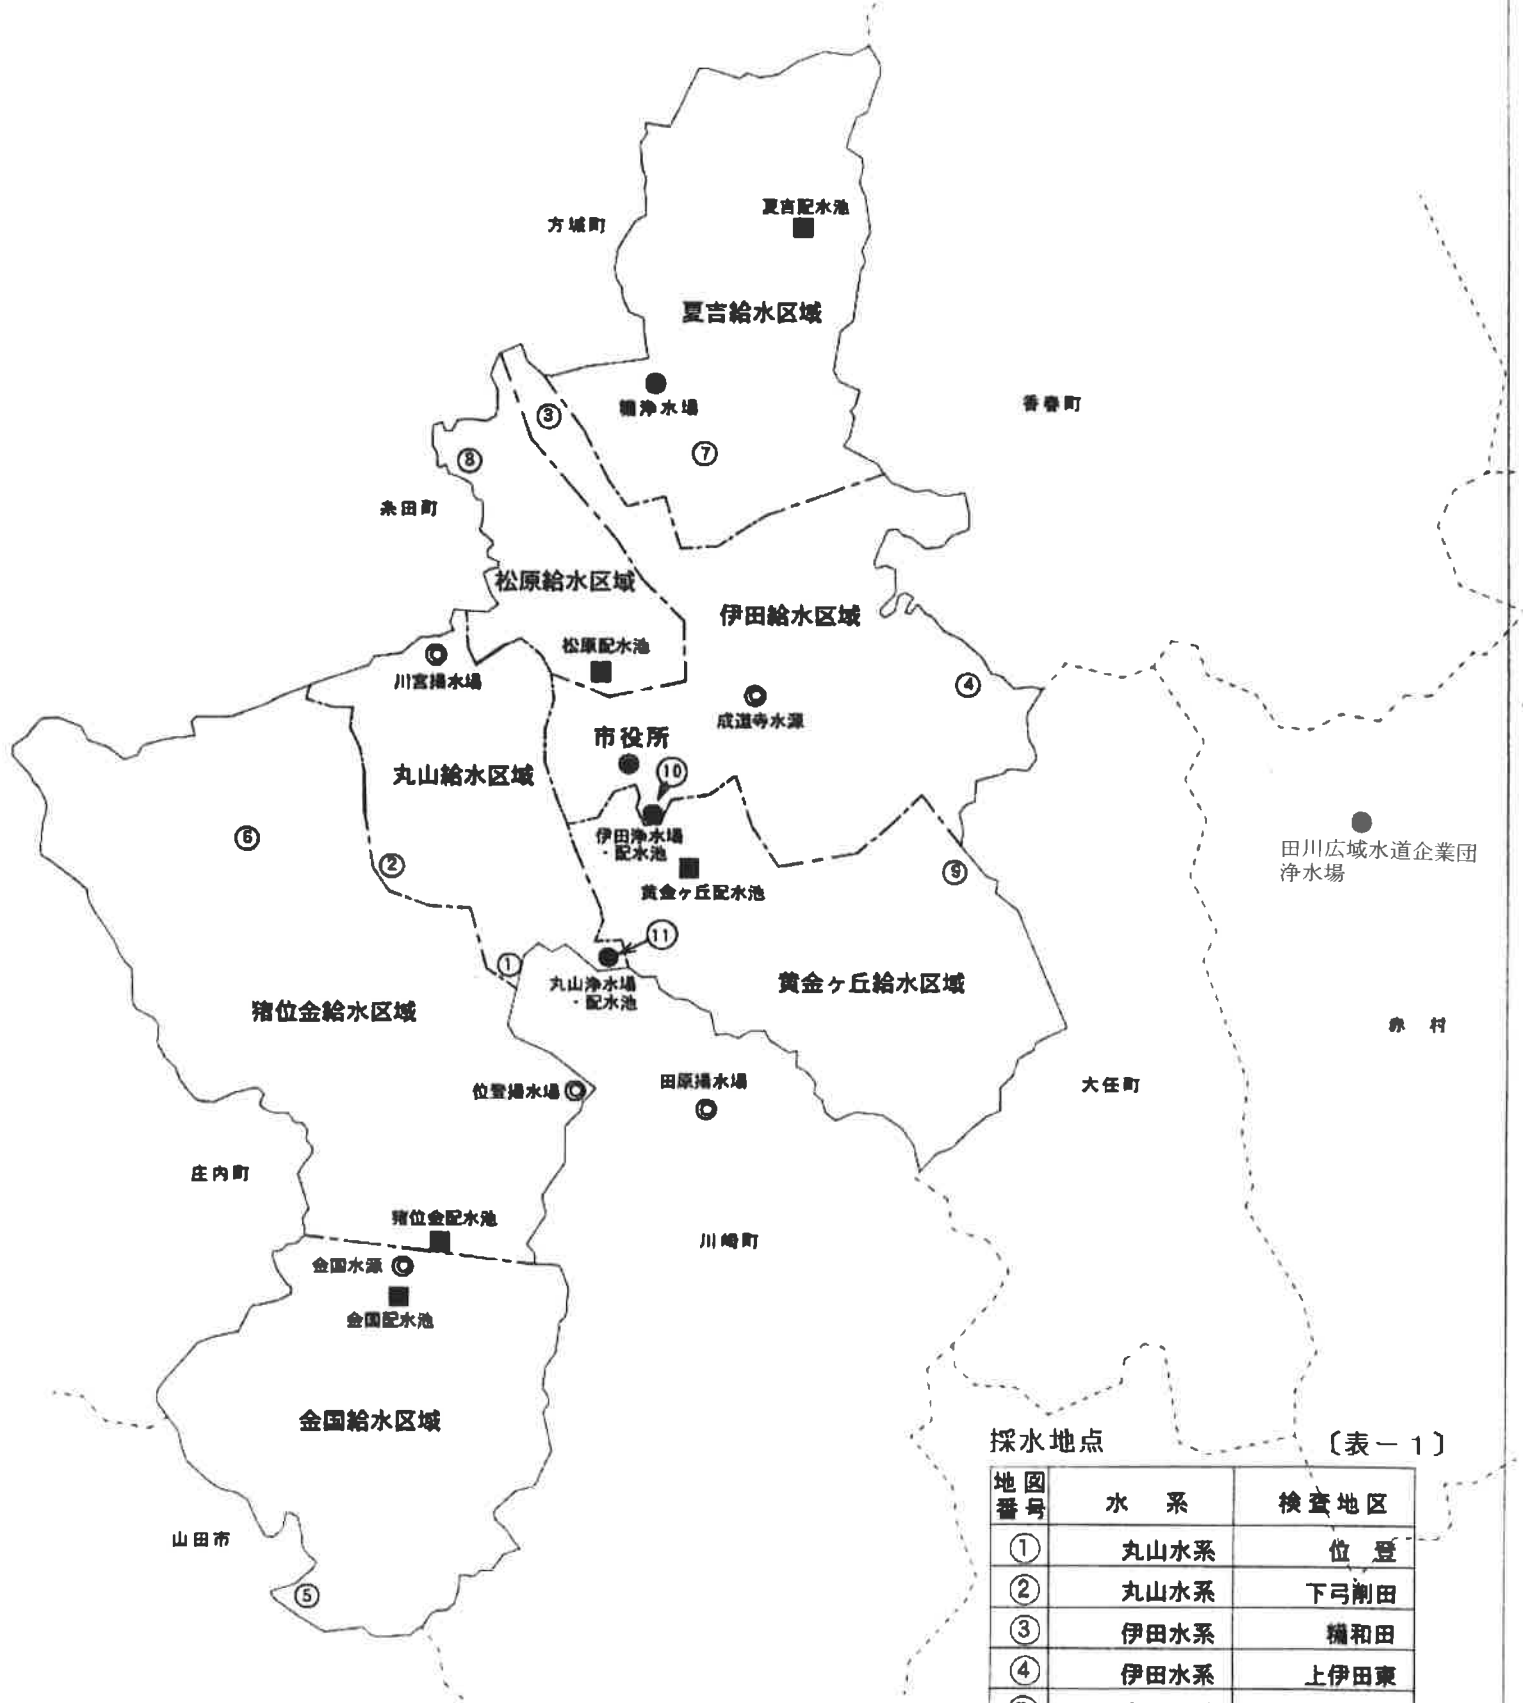 方城町
夏吉配水池
夏吉給水区域
③
浄水場
⑦
香春町
⑧
糸田町
松原給水区域
伊田給水区域
松原配水池
川宮揚水場
④
成道寺水源
市役所
丸山給水区域
⑩
⑥
伊田浄水場
・配水池
②
黄金ヶ丘配水池
⑨
田川広域水道企業団
浄水場
⑪
①
丸山浄水場
・配水池
黄金ヶ丘給水区域
猪位金給水区域
赤 村
位登揚水場
田原揚水場
大任町
庄内町
猪位金配水池
川崎町
金国水源
金国配水池
金国給水区域
山田市
⑤
採水地点 〔表－1〕
地図番号 水 系 検査地区
① 丸山水系 位 登
② 丸山水系 下弓削田
③ 伊田水系 糒和田
④ 伊田水系 上伊田東